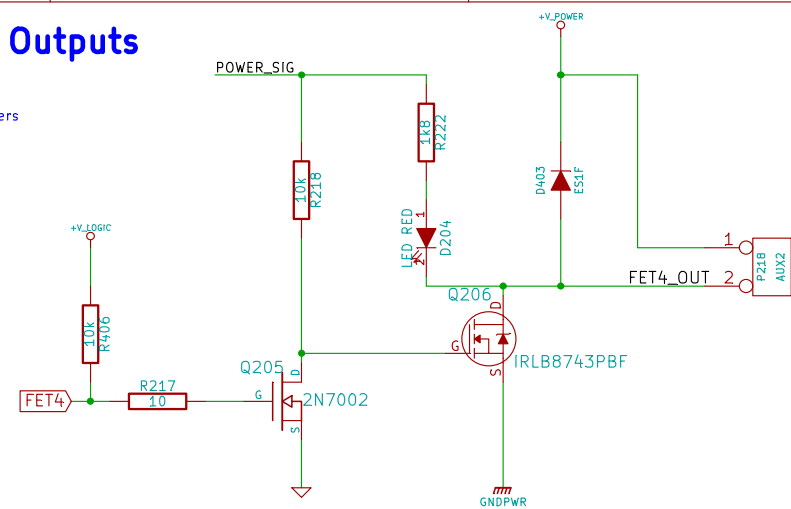 Outputs
ers
+V_POWER
POWER_SIG
1k8
R222
10k
R218
D403
ES1F
LED RED
1
2
D204
+V_LOGIC
10k
R406
1
2
P218
AUX2
FET4_OUT
Q206
D
G
S
IRLB8743PBF
Q205
D
G
S
2N7002
R217
10
FET4
GNDPWR